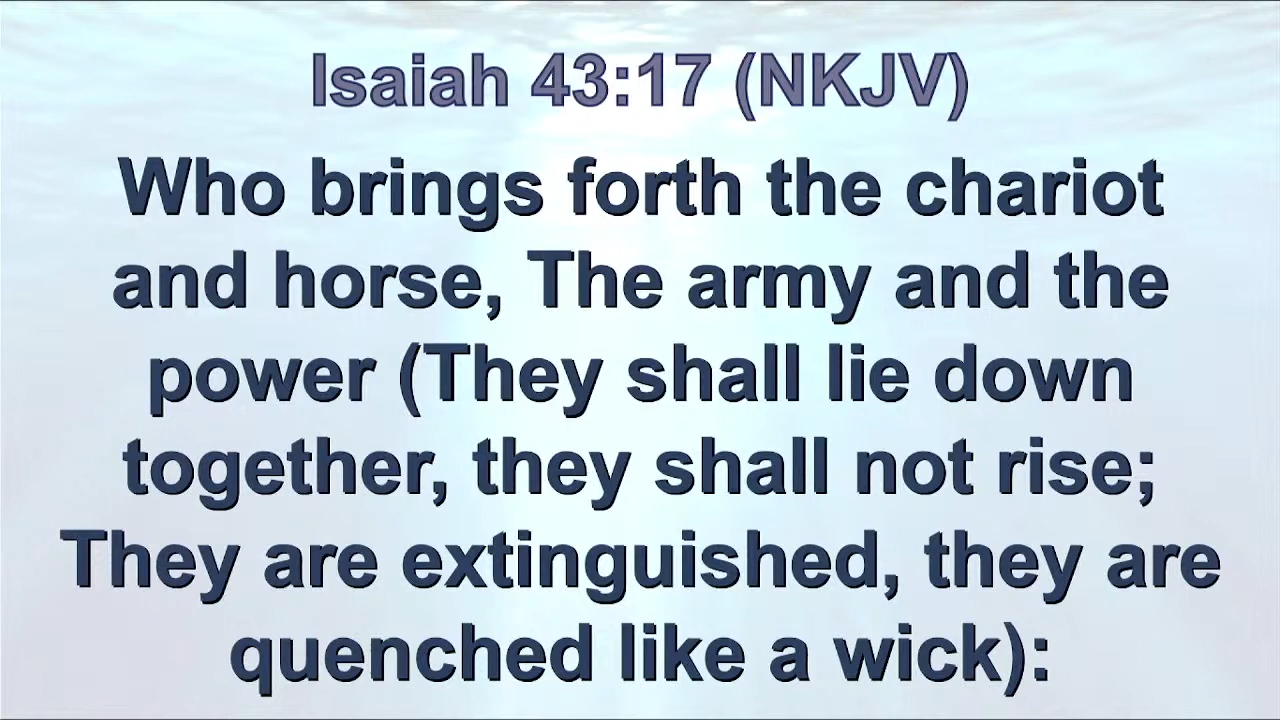 Isaiah 43:17 (NKJV)
Who brings forth the chariot
and horse, The army and the
power (They shall lie down
together, they shall not rise;
They are extinguished, they are
quenched like a wick):